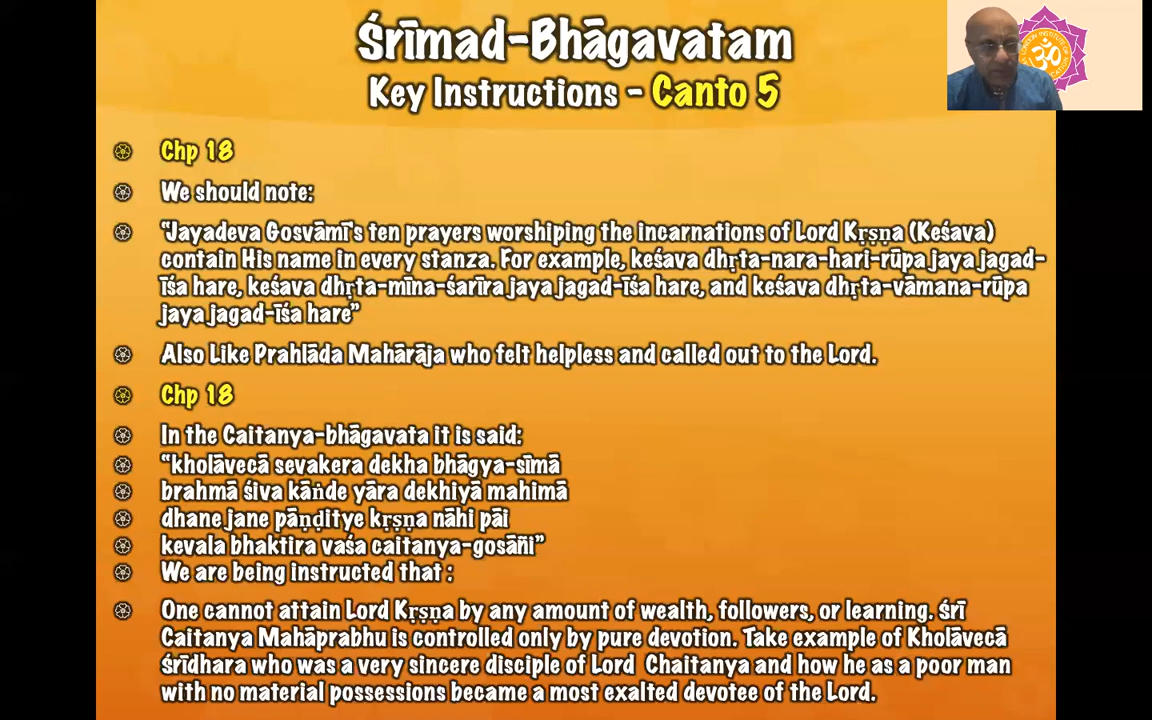 Śrīmad-Bhāgavatam
Key Instructions - Canto 5
Chp 18
We should note:
"Jayadeva Gosvāmī's ten prayers worshiping the incarnations of Lord Kṛṣṇa (Keśava)
contain His name in every stanza. For example, keśava dhṛta-nara-hari-rūpa jaya jagad-
īśa hare, keśava dhṛta-mīna-śarīra jaya jagad-īśa hare, and keśava dhṛta-vāmana-rūpa
jaya jagad-īśa hare"
Also Like Prahlāda Mahārāja who felt helpless and called out to the Lord.
Chp 18
In the Caitanya-bhāgavata it is said:
"kholāvecā sevakera dekha bhāgya-sīmā
brahmā śiva kāṅde yāra dekhiyā mahimā
dhane jane pāṇḍitye kṛṣṇa nāhi pāi
kevala bhaktira vaśa caitanya-gosāñi"
We are being instructed that :
One cannot attain Lord Kṛṣṇa by any amount of wealth, followers, or learning. śrī
Caitanya Mahāprabhu is controlled only by pure devotion. Take example of Kholāvecā
śrīdhara who was a very sincere disciple of Lord Chaitanya and how he as a poor man
with no material possessions became a most exalted devotee of the Lord.
ॐ